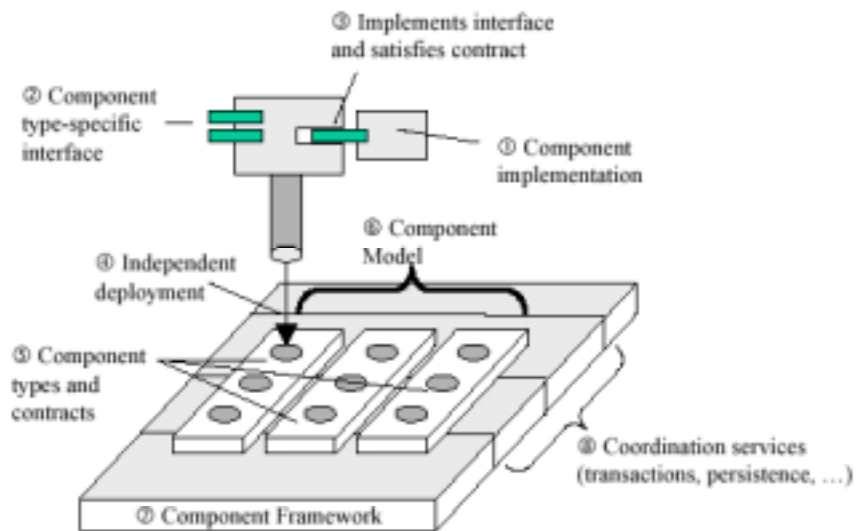 ③ Implements interface
and satisfies contract
② Component
type-specific
interface
① Component
implementation
⑥ Component
Model
④ Independent
deployment
⑤ Component
types and
contracts
⑧ Coordination services
(transactions, persistence, …)
⑦ Component Framework